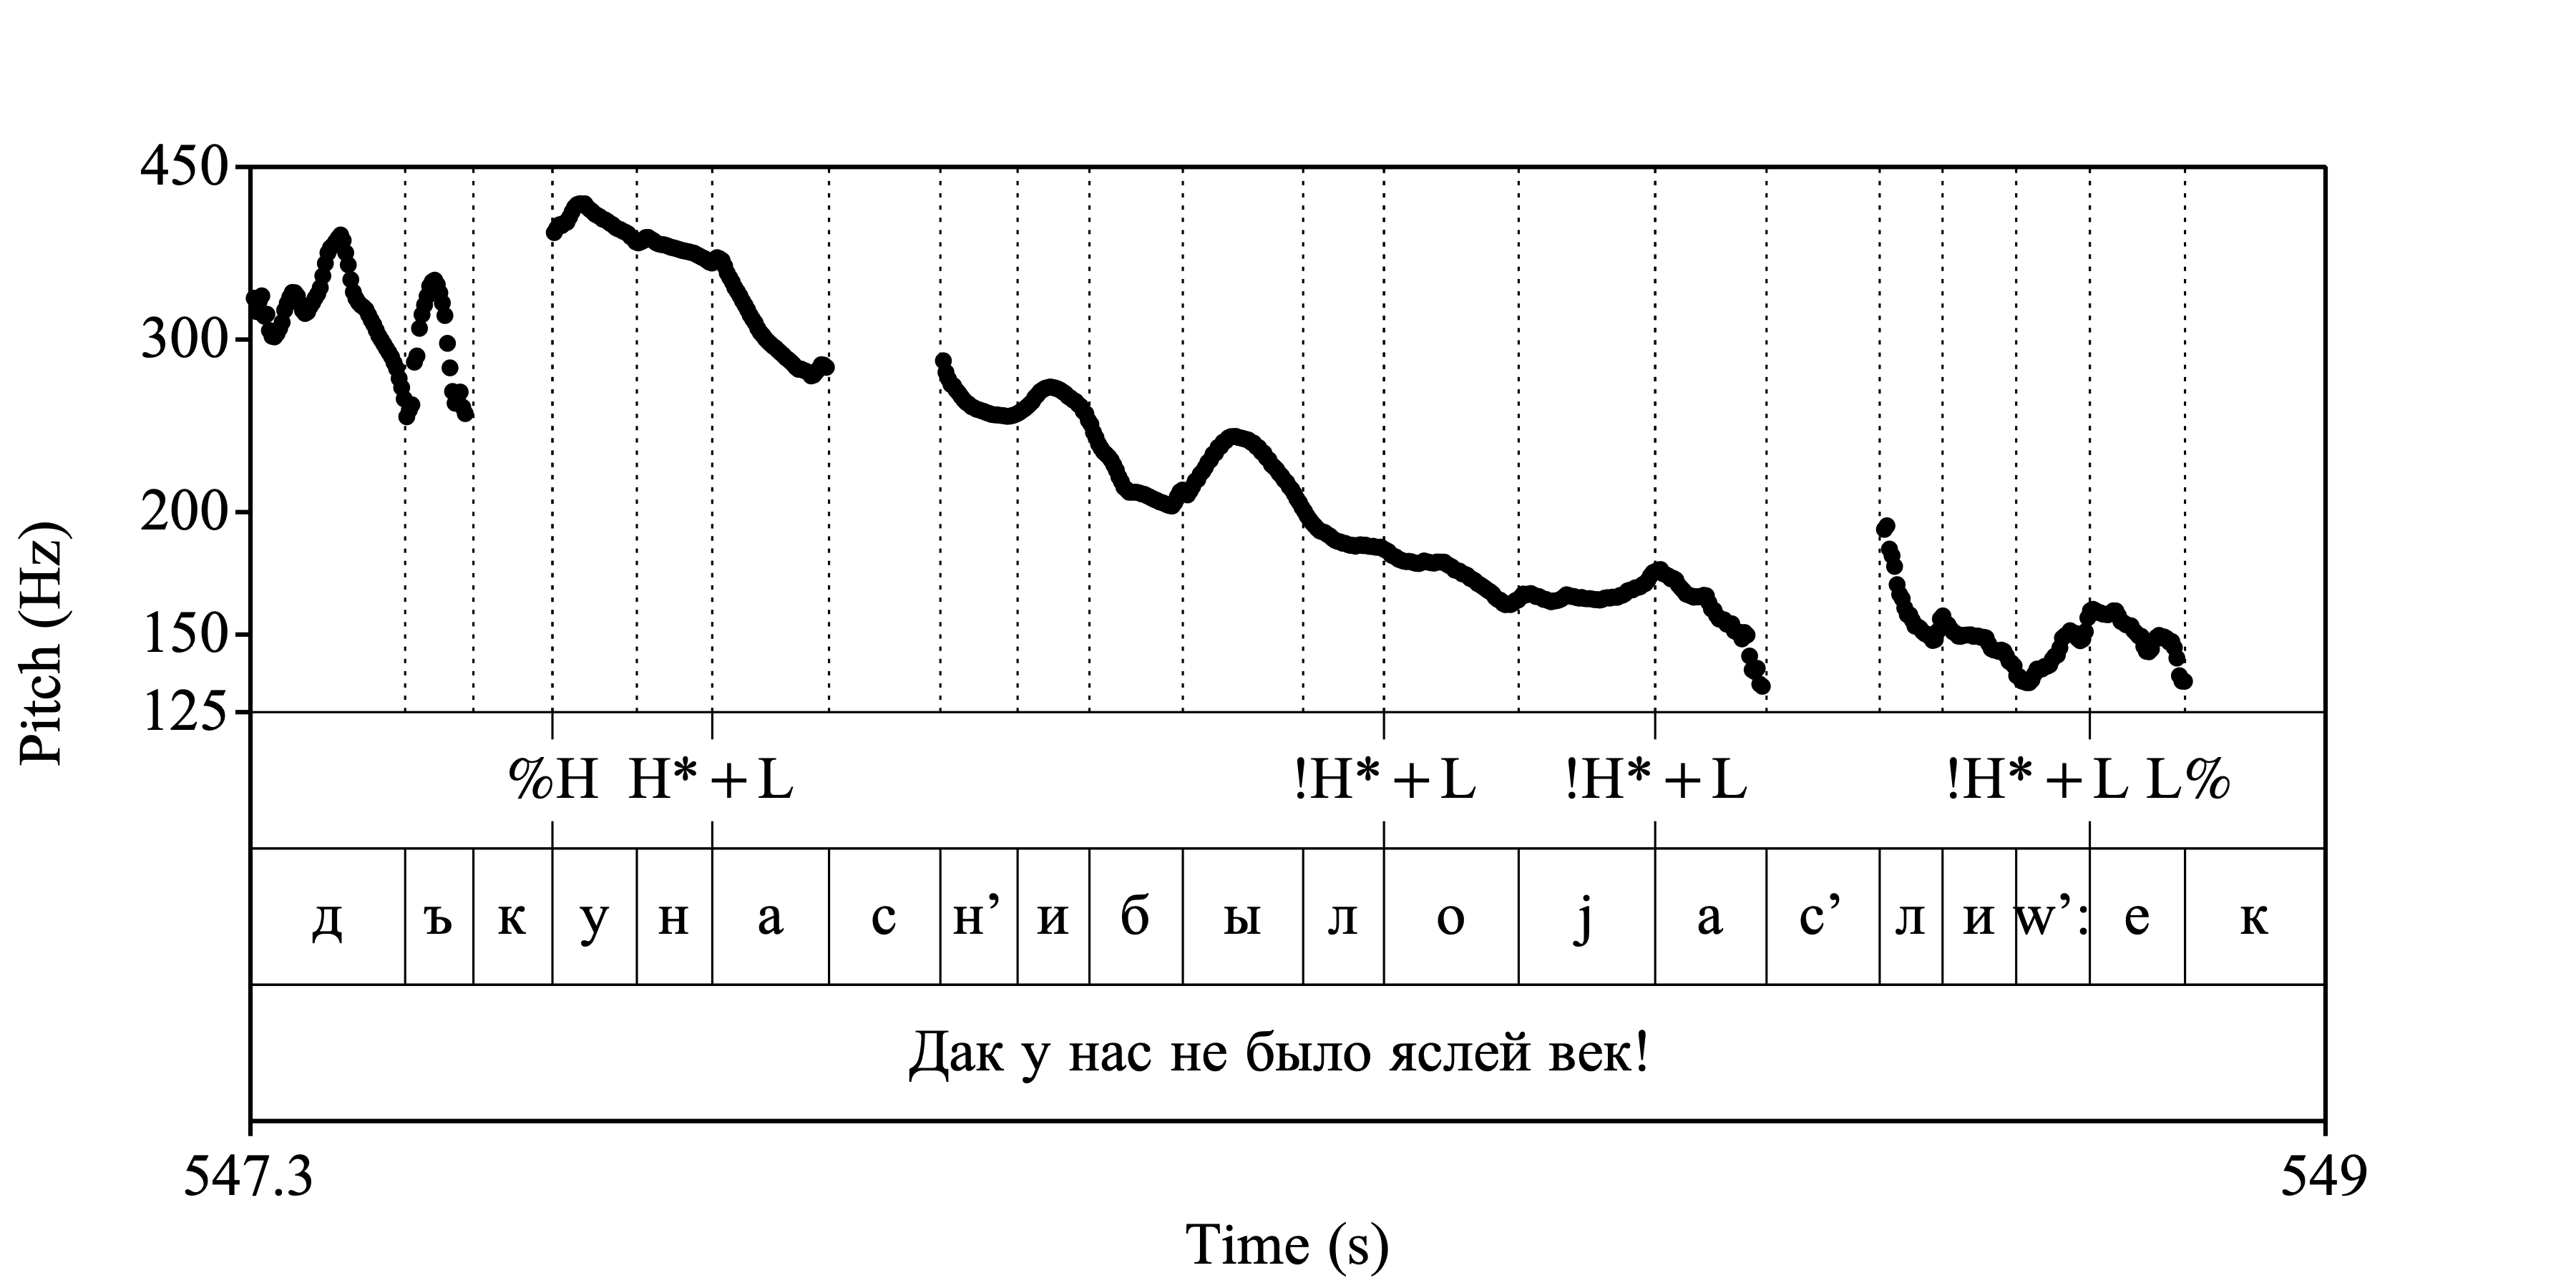 450
300
200
150
125
Pitch (Hz)
%H H*+L !H*+L !H*+L !H*+L L%
д ъ к у н а с н’ и б ы л о j а с’ л и w’: е к
Дак у нас не было яслей век!
547.3 549
Time (s)